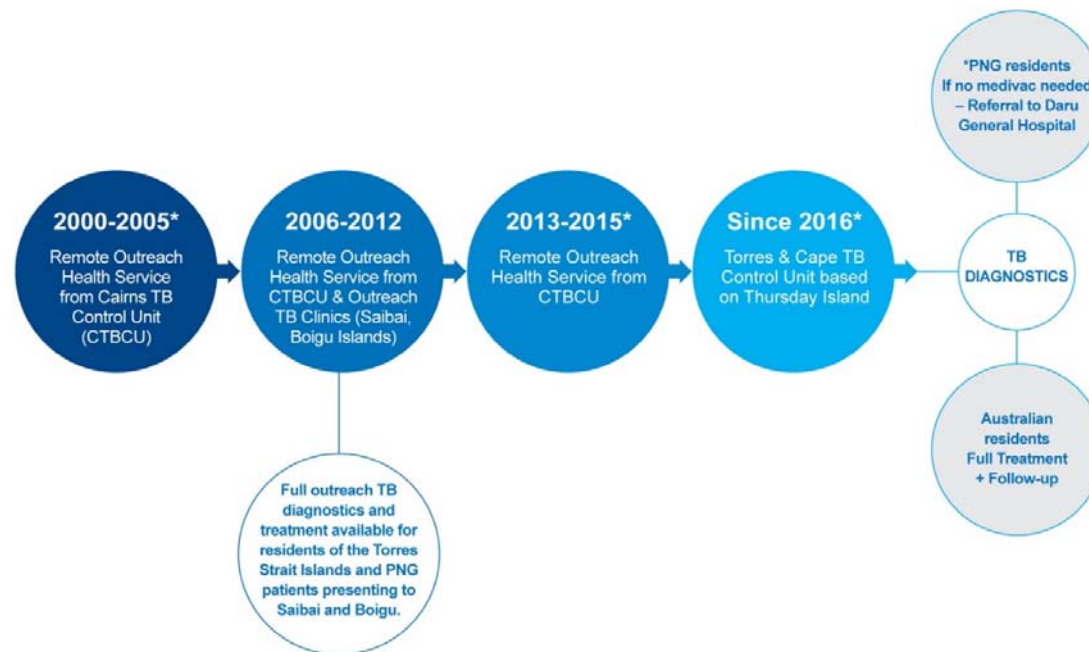 2000-2005*
Remote Outreach
Health Service
from Cairns TB
Control Unit
(CTBCU)
2006-2012
Remote Outreach
Health Service from
CTBCU & Outreach
TB Clinics (Saibai,
Boigu Islands)
Full outreach TB
diagnostics and
treatment available for
residents of the Torres
Strait Islands and PNG
patients presenting to
Saibai and Boigu.
2013-2015*
Remote Outreach
Health Service from
CTBCU
Since 2016*
Torres & Cape TB
Control Unit based
on Thursday Island
*PNG residents
If no medivac needed
– Referral to Daru
General Hospital
TB
DIAGNOSTICS
Australian
residents
Full Treatment
+ Follow-up